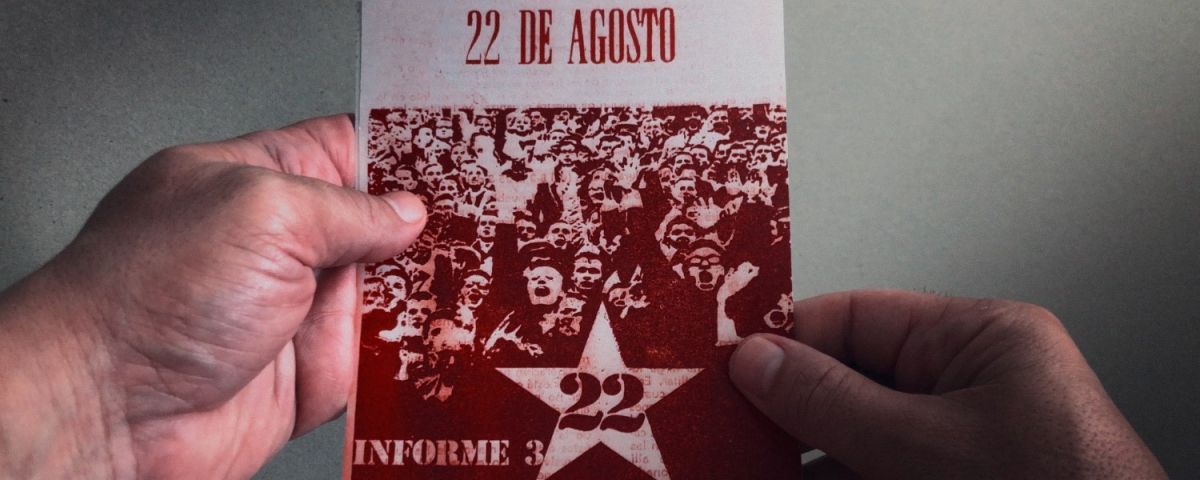 22 DE AGOSTO
22
INFORME 3